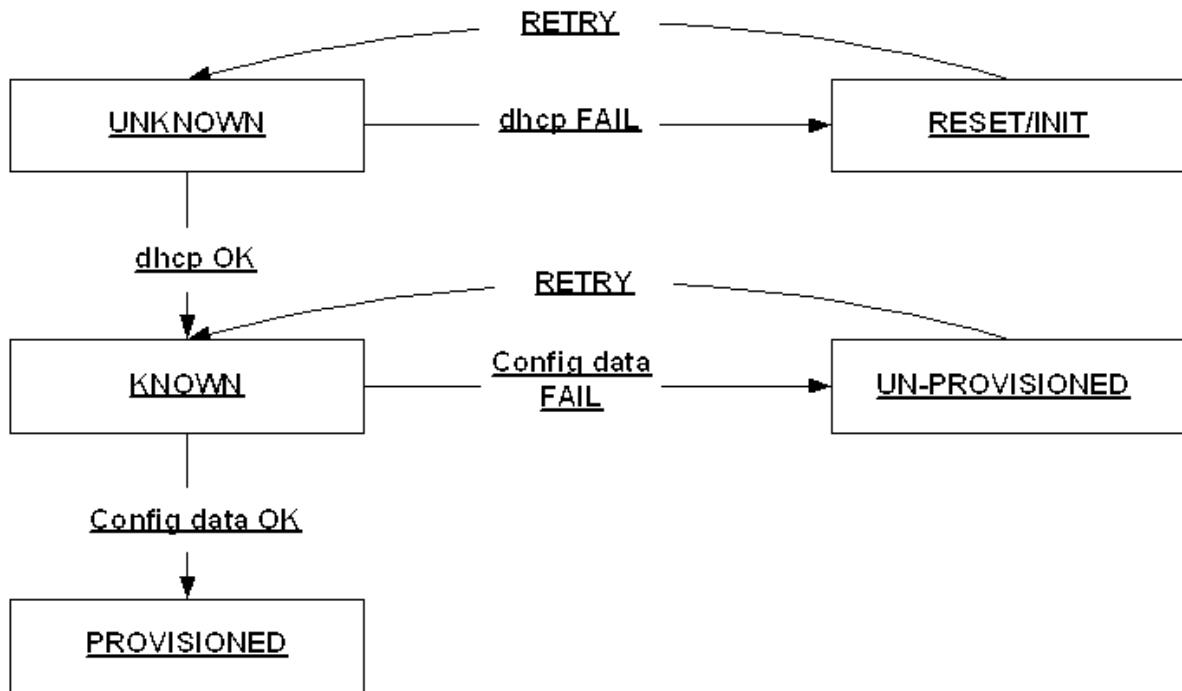 RETRY
UNKNOWN
dhcp FAIL
RESET/INIT
dhcp OK
RETRY
KNOWN
Config data
FAIL
UN-PROVISIONED
Config data OK
PROVISIONED